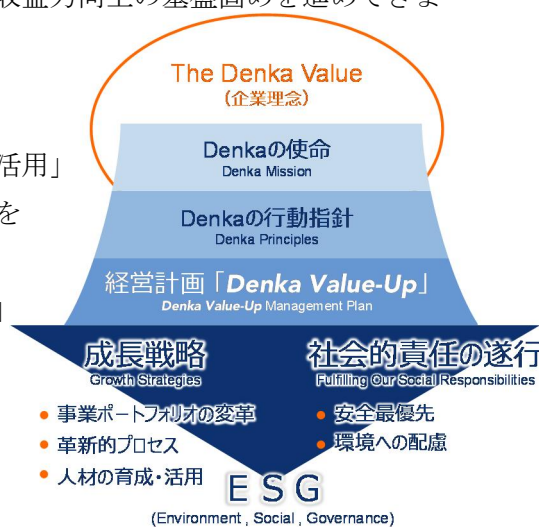 収益力向上の基盤固めを進めてきま
The Denka Value
(企業理念)
活用」
を
」
Denkaの使命
Denka Mission
Denkaの行動指針
Denka Principles
経営計画「Denka Value-Up」
Denka Value-Up Management Plan
成長戦略
Growth Strategies
• 事業ポートフォリオの変革
• 革新的プロセス
• 人材の育成・活用
社会的責任の遂行
Fulfilling Our Social Responsibilities
• 安全最優先
• 環境への配慮
ESG
(Environment , Social , Governance)